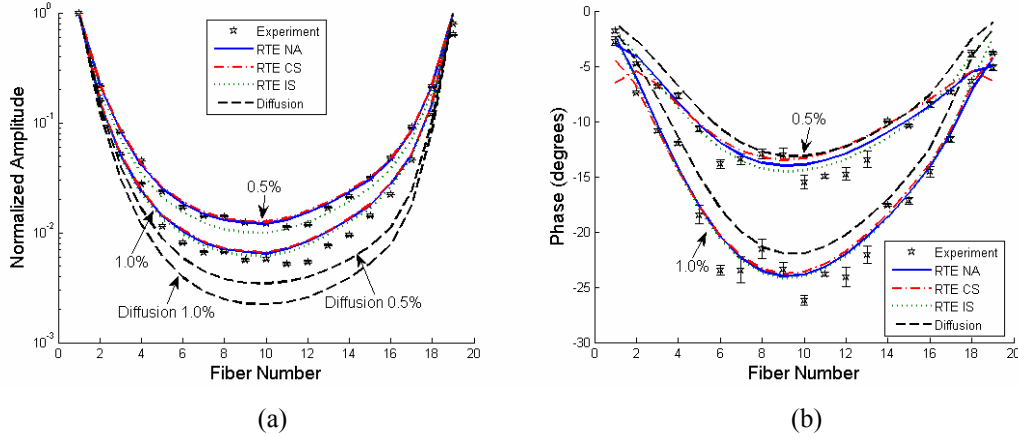 10^0
10^-1
10^-2
10^-3
Normalized Amplitude
Experiment
RTE NA
RTE CS
RTE IS
Diffusion
0.5%
1.0%
Diffusion 1.0%
Diffusion 0.5%
0 2 4 6 8 10 12 14 16 18 20
Fiber Number
(a)
0
-5
-10
-15
-20
-25
-30
Phase (degrees)
0.5%
1.0%
Experiment
RTE NA
RTE CS
RTE IS
Diffusion
0 2 4 6 8 10 12 14 16 18 20
Fiber Number
(b)